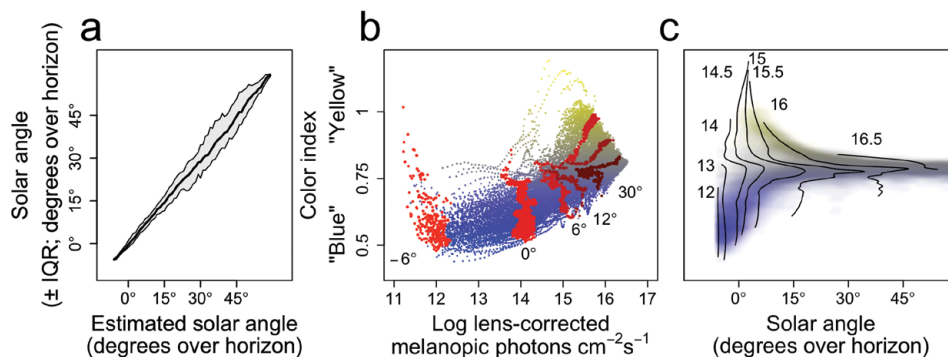 a
Solar angle
(± IQR; degrees over horizon)
45°
30°
15°
0°
0° 15° 30° 45°
Estimated solar angle
(degrees over horizon)
b
Color index
"Blue" "Yellow"
1
0.75
0.5
−6°
0°
6°
12°
30°
11 12 13 14 15 16 17
Log lens-corrected
melanopic photons cm⁻²s⁻¹
c
15
14.5 15.5
16
14
16.5
13
12
0° 15° 30° 45°
Solar angle
(degrees over horizon)